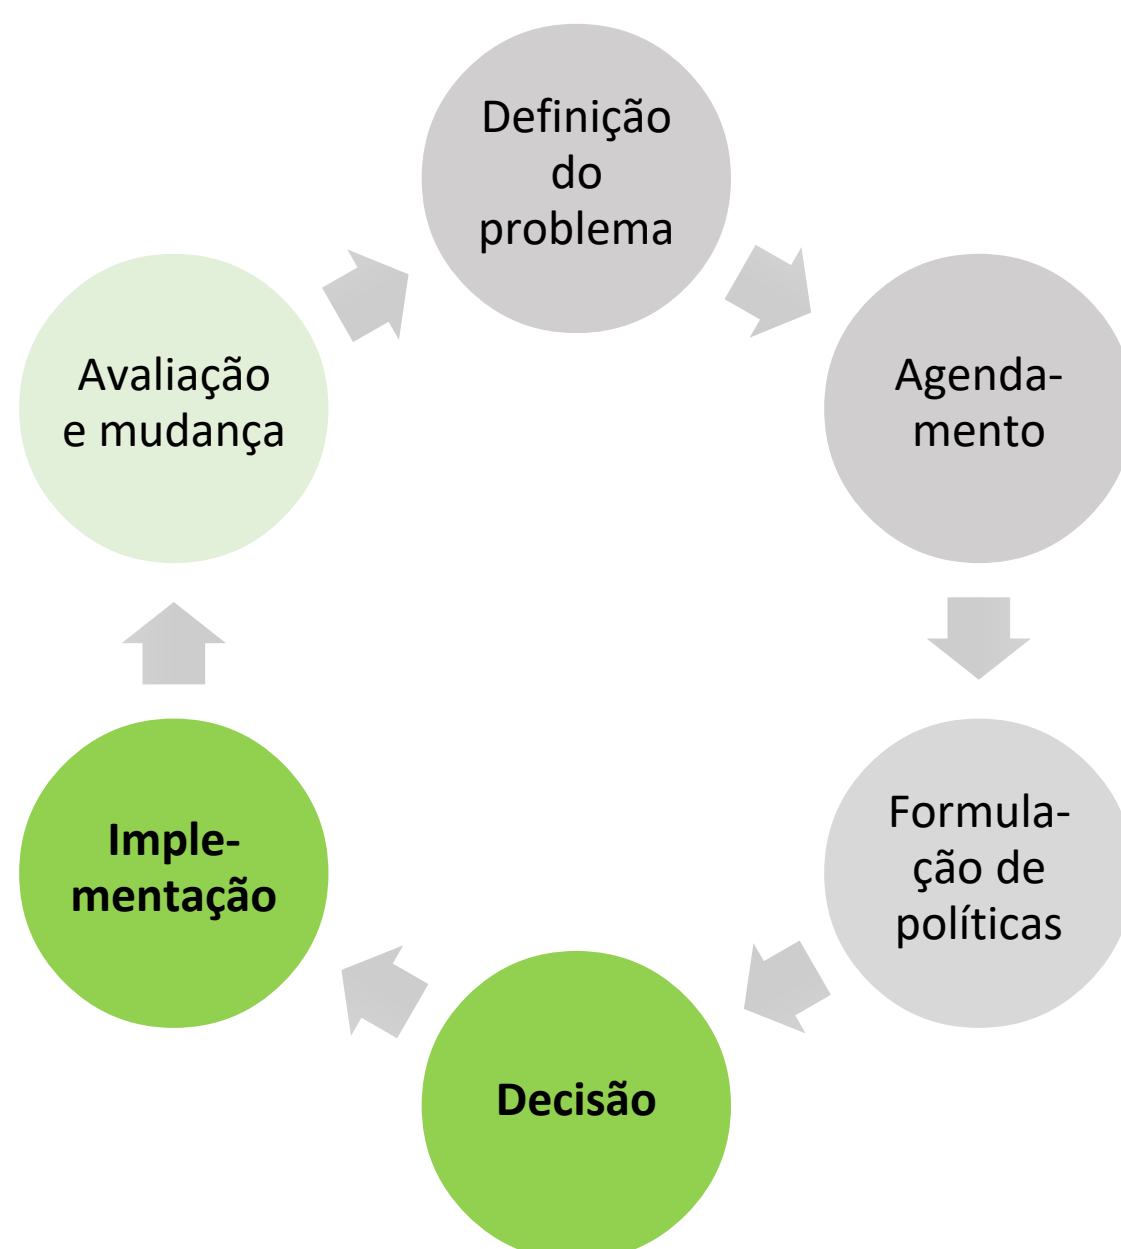 Definição
do
problema
Agenda-
mento
Formula-
ção de
políticas
Decisão
Imple-
mentação
Avaliação
e mudança